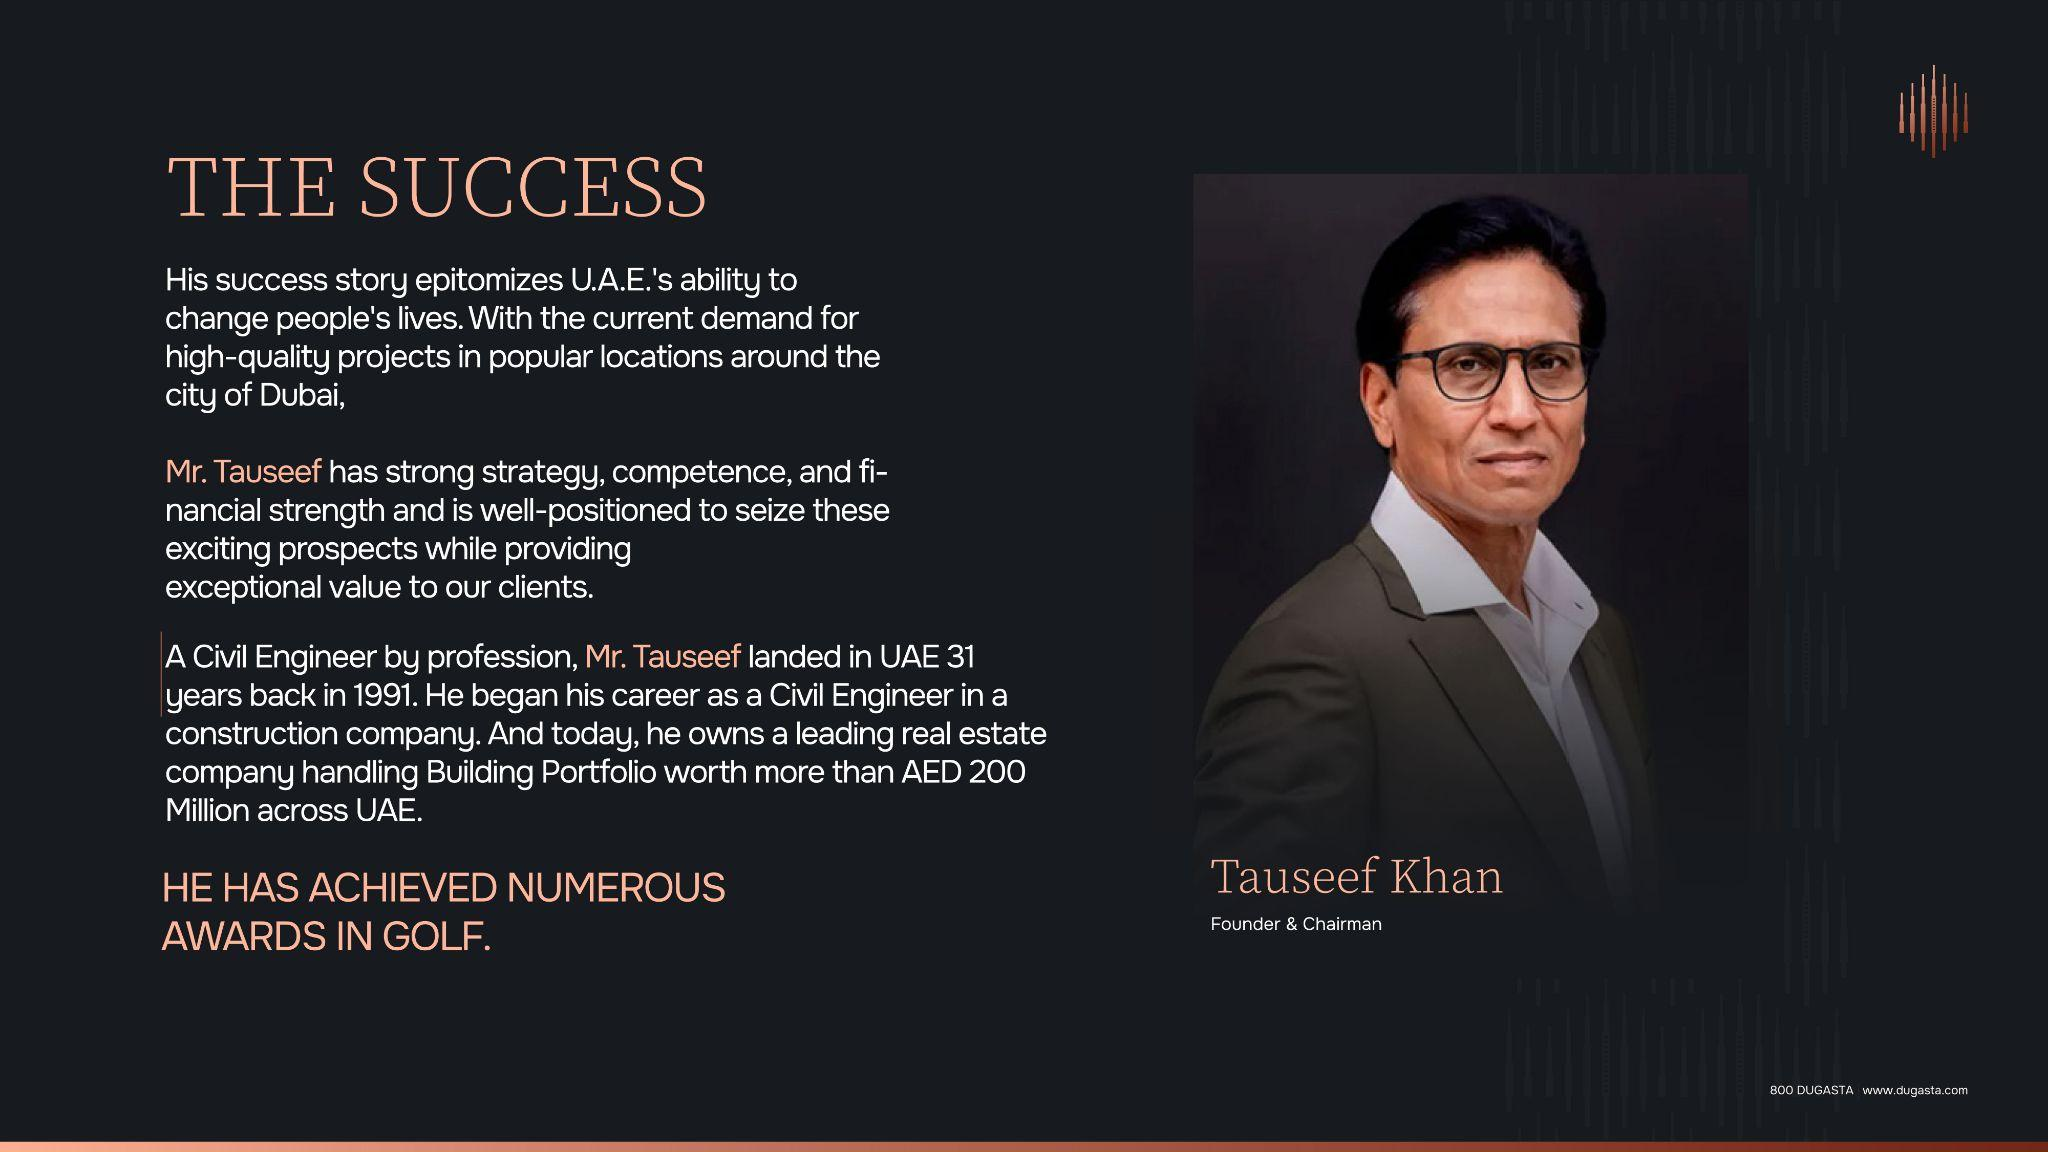 THE SUCCESS
His success story epitomizes U.A.E.'s ability to
change people's lives. With the current demand for
high-quality projects in popular locations around the
city of Dubai,
Mr. Tauseef has strong strategy, competence, and fi-
nancial strength and is well-positioned to seize these
exciting prospects while providing
exceptional value to our clients.
A Civil Engineer by profession, Mr. Tauseef landed in UAE 31
years back in 1991. He began his career as a Civil Engineer in a
construction company. And today, he owns a leading real estate
company handling Building Portfolio worth more than AED 200
Million across UAE.
HE HAS ACHIEVED NUMEROUS
AWARDS IN GOLF.
Tauseef Khan
Founder & Chairman
800 DUGASTA www.dugasta.com